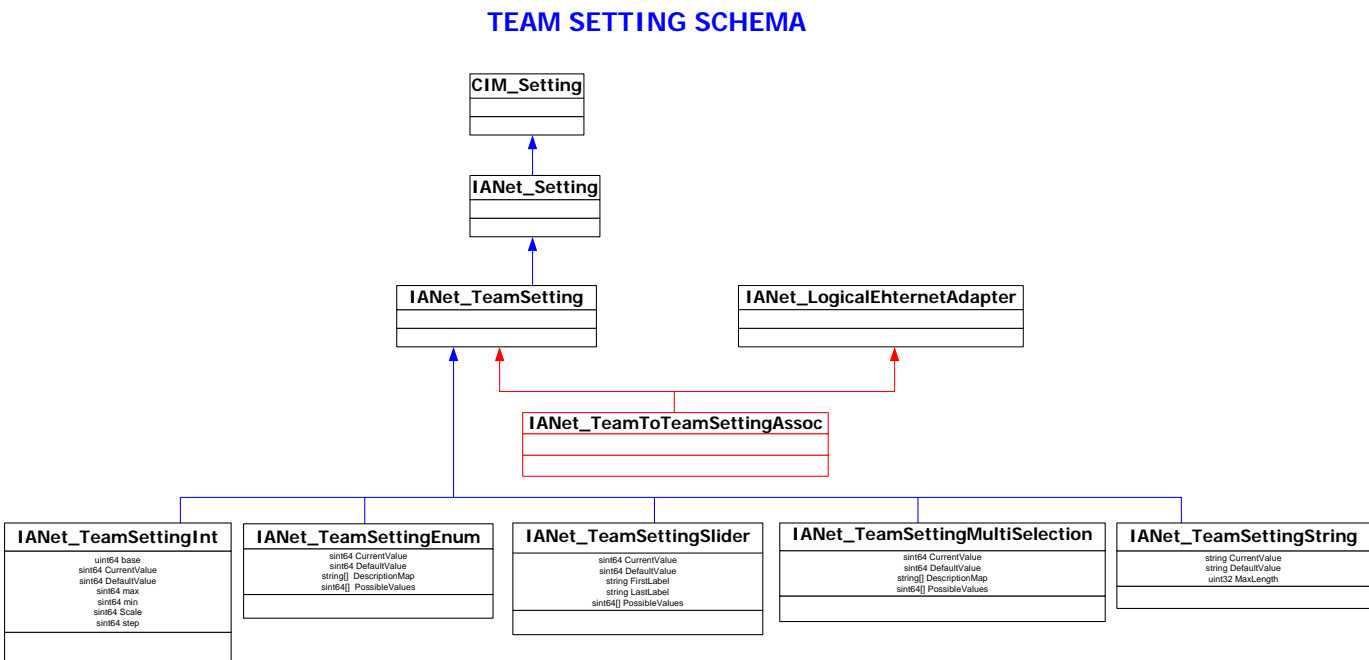 TEAM SETTING SCHEMA
CIM_Setting
IANet_Setting
IANet_TeamSetting
IANet_LogicalEhternetAdapter
IANet_TeamToTeamSettingAssoc
IANet_TeamSettingInt
uint64 base
sint64 CurrentValue
sint64 DefaultValue
sint64 max
sint64 min
sint64 Scale
sint64 step
IANet_TeamSettingEnum
sint64 CurrentValue
sint64 DefaultValue
string[] DescriptionMap
sint64[] PossibleValues
IANet_TeamSettingSlider
sint64 CurrentValue
sint64 DefaultValue
string FirstLabel
string LastLabel
sint64[] PossibleValues
IANet_TeamSettingMultiSelection
sint64 CurrentValue
sint64 DefaultValue
string[] DescriptionMap
sint64[] PossibleValues
IANet_TeamSettingString
string CurrentValue
string DefaultValue
uint32 MaxLength